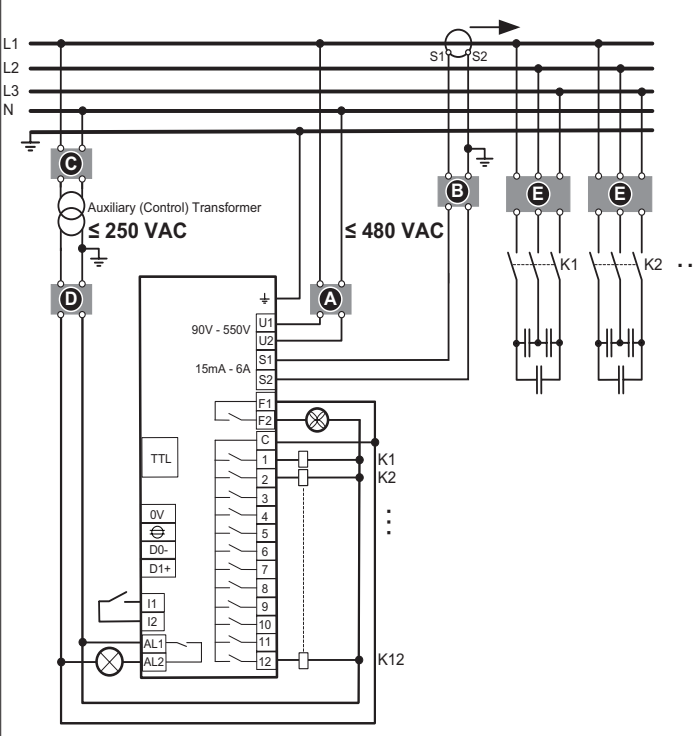 L1
S1
S2
L2
L3
N
C
B
E
E
Auxiliary (Control) Transformer
≤ 250 VAC
≤ 480 VAC
K1
K2
. .
D
A
90V - 550V
U1
U2
15mA - 6A
S1
S2
F1
F2
C
TTL
1
K1
2
K2
3
0V
4
5
D0-
6
D1+
7
8
I1
9
I2
10
AL1
11
AL2
12
K12